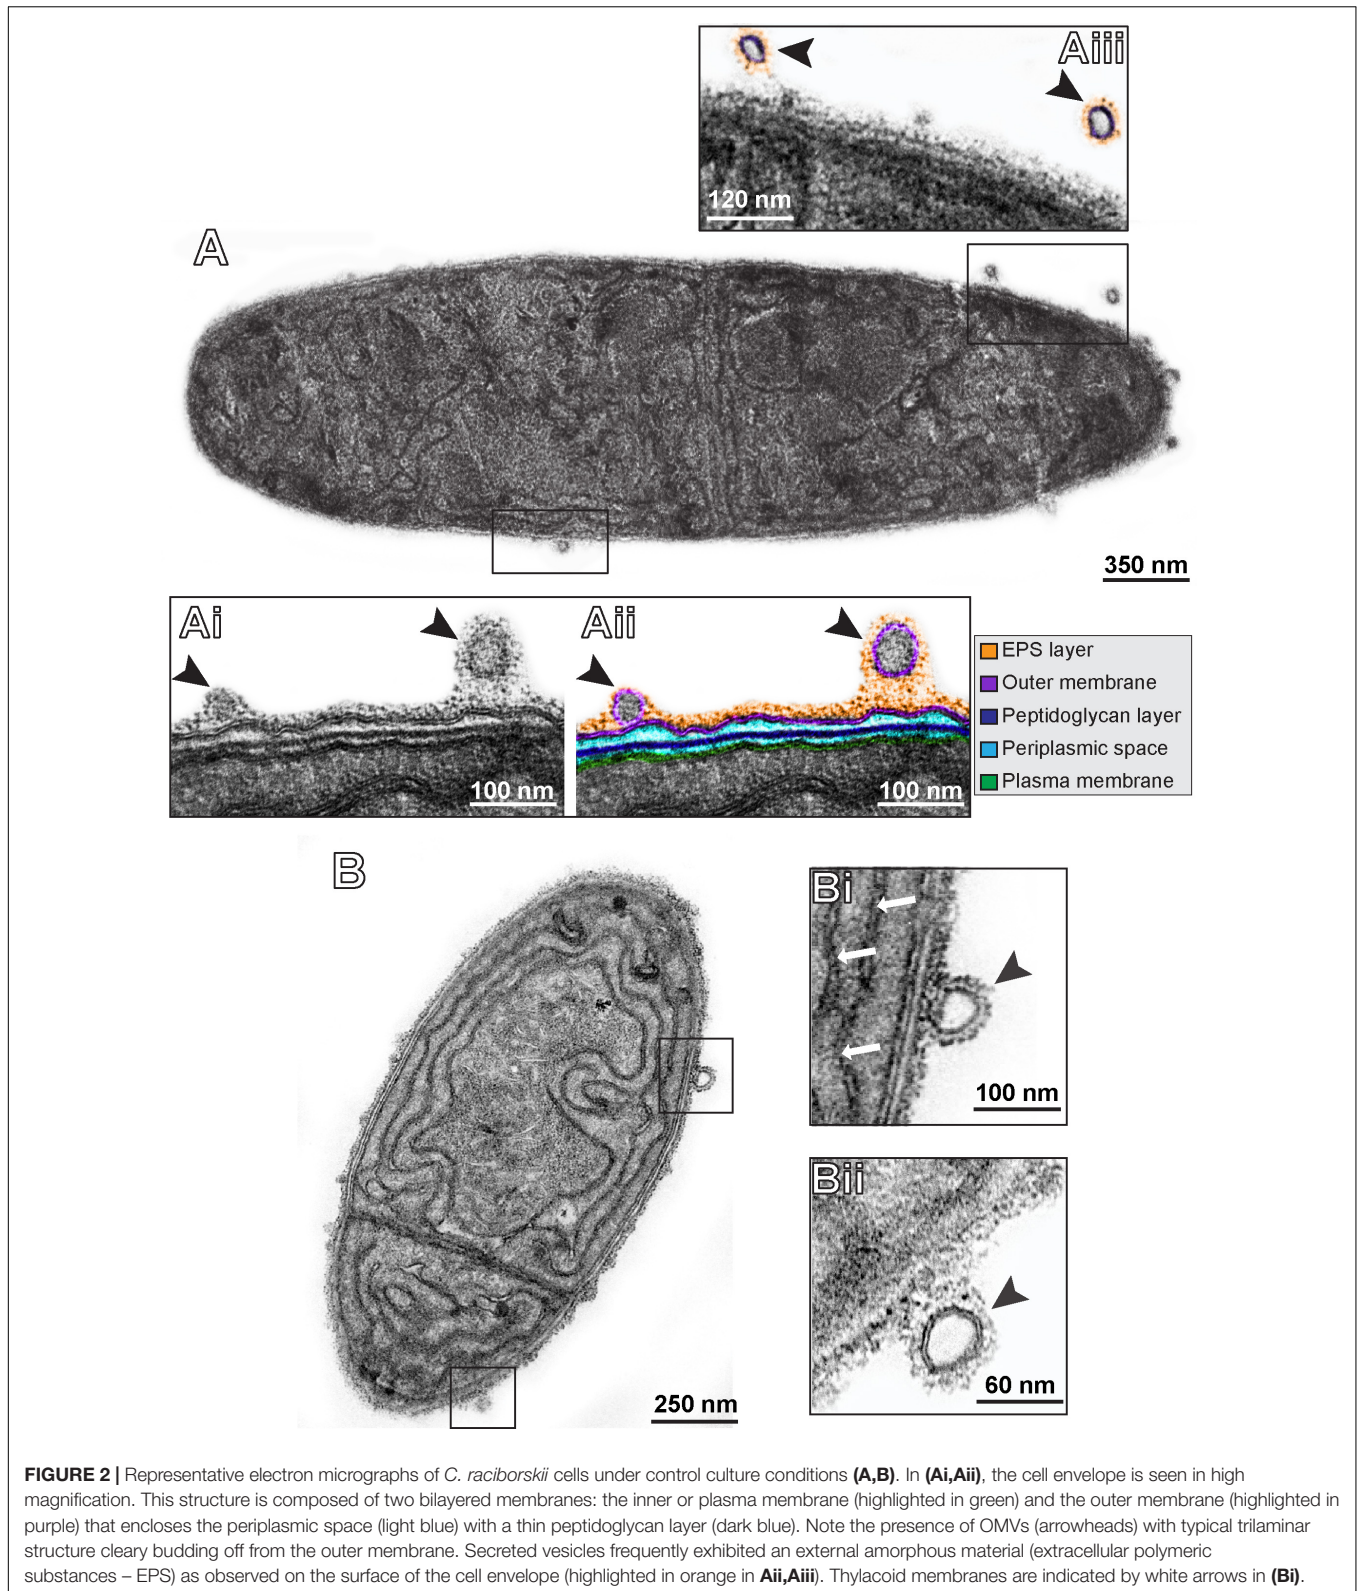 Aiii
120 nm
A
350 nm
Ai
100 nm
Aii
100 nm
EPS layer
Outer membrane
Peptidoglycan layer
Periplasmic space
Plasma membrane
B
250 nm
Bi
100 nm
Bii
60 nm
FIGURE 2 | Representative electron micrographs of C. raciborskii cells under control culture conditions (A,B). In (Ai,Aii), the cell envelope is seen in high
magnification. This structure is composed of two bilayered membranes: the inner or plasma membrane (highlighted in green) and the outer membrane (highlighted in
purple) that encloses the periplasmic space (light blue) with a thin peptidoglycan layer (dark blue). Note the presence of OMVs (arrowheads) with typical trilaminar
structure cleary budding off from the outer membrane. Secreted vesicles frequently exhibited an external amorphous material (extracellular polymeric
substances – EPS) as observed on the surface of the cell envelope (highlighted in orange in Aii,Aiii). Thylacoid membranes are indicated by white arrows in (Bi).